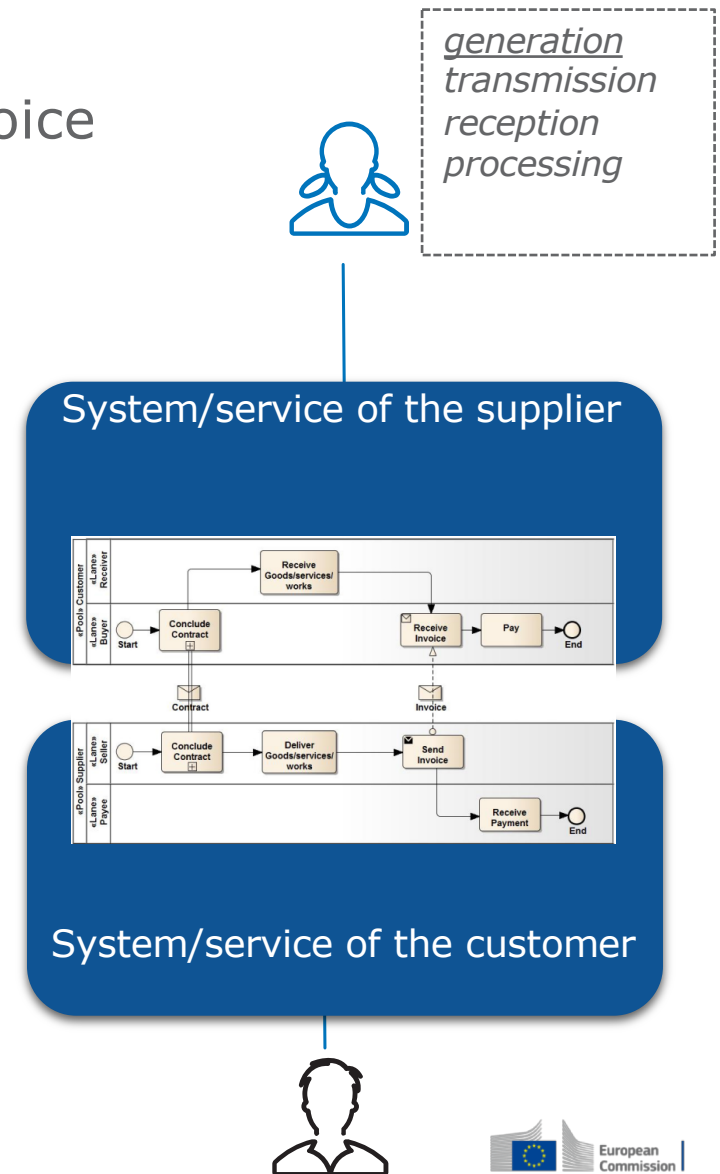 generation
transmission
reception
processing
oice
System/service of the supplier
«Pool» Customer
«Lane»
Receiver
«Lane»
Buyer
Receive
Goods/services/
works
Start
Conclude
Contract
Receive
Invoice
Pay
End
Contract
Invoice
«Pool» Supplier
«Lane»
Seller
«Lane»
Payee
Start
Conclude
Contract
Deliver
Goods/services/
works
Send
Invoice
Receive
Payment
End
System/service of the customer
European
Commission